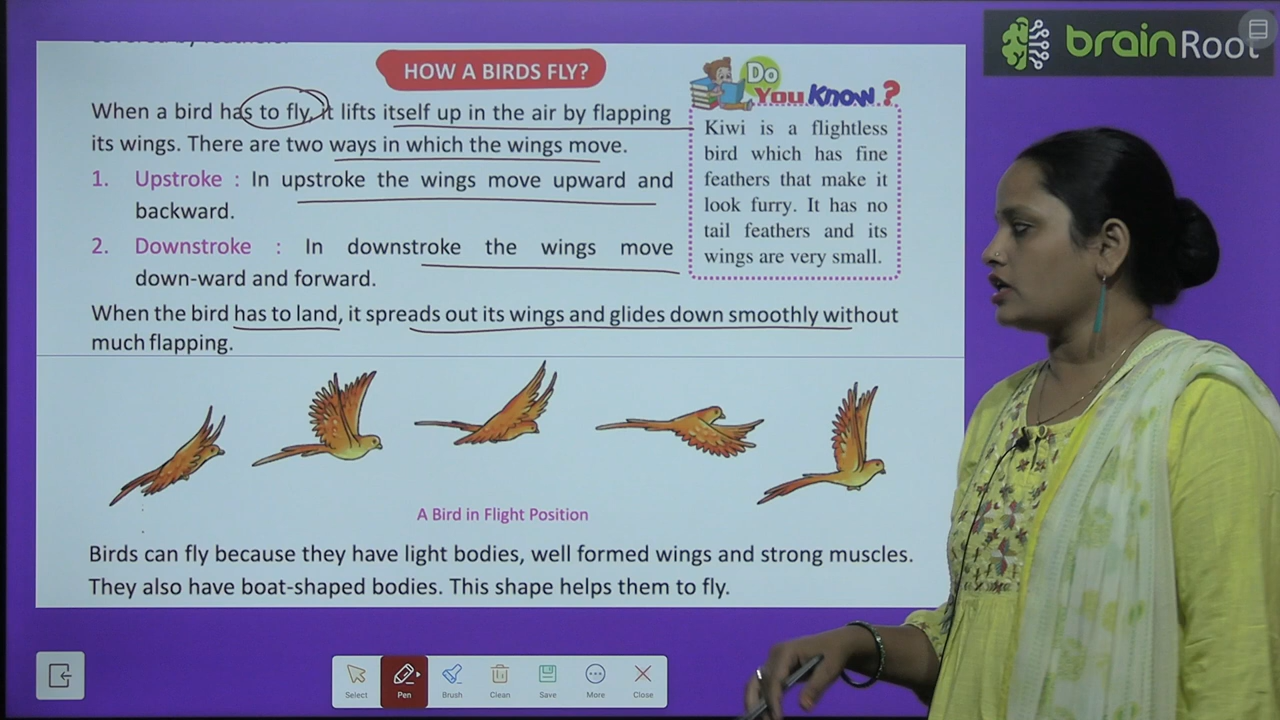 HOW A BIRDS FLY?
When a bird has to fly, it lifts itself up in the air by flapping
its wings. There are two ways in which the wings move.
1. Upstroke : In upstroke the wings move upward and
backward.
2. Downstroke : In downstroke the wings move
down-ward and forward.
When the bird has to land, it spreads out its wings and glides down smoothly without
much flapping.
Do
You Know ?
Kiwi is a flightless
bird which has fine
feathers that make it
look furry. It has no
tail feathers and its
wings are very small.
A Bird in Flight Position
Birds can fly because they have light bodies, well formed wings and strong muscles.
They also have boat-shaped bodies. This shape helps them to fly.
brainRoot
Select
Pen
Brush
Clean
Save
More
Close